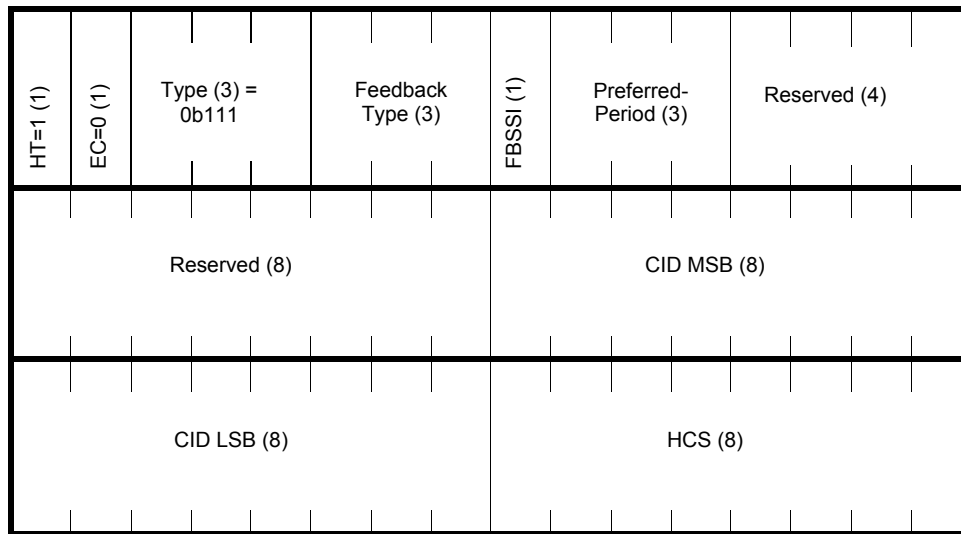 HT=1 (1)
EC=0 (1)
Type (3) =
0b111
Feedback
Type (3)
FBSSI (1)
Preferred-
Period (3)
Reserved (4)
Reserved (8)
CID MSB (8)
CID LSB (8)
HCS (8)